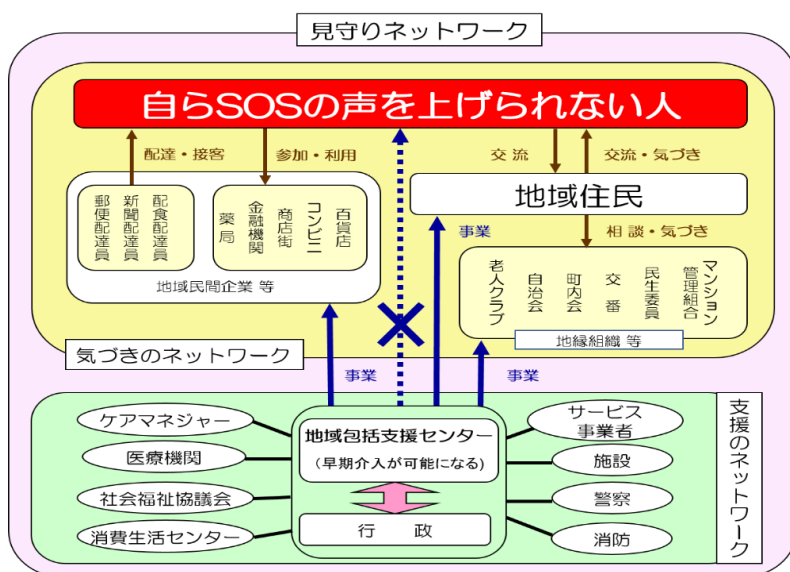 見守りネットワーク
自らSOSの声を上げられない人
配達・接客
参加・利用
交流
交流・気づき
郵便配達員
新聞配達員
配食配達員
薬局
金融機関
商店街
コンビニ
百貨店
地域民間企業 等
地域住民
事業
相談・気づき
老人クラブ
自治会
町内会
交番
民生委員
マンション
管理組合
地縁組織 等
気づきのネットワーク
事業
事業
支援のネットワーク
ケアマネジャー
医療機関
社会福祉協議会
消費生活センター
地域包括支援センター
(早期介入が可能になる)
行 政
サービス
事業者
施設
警察
消防